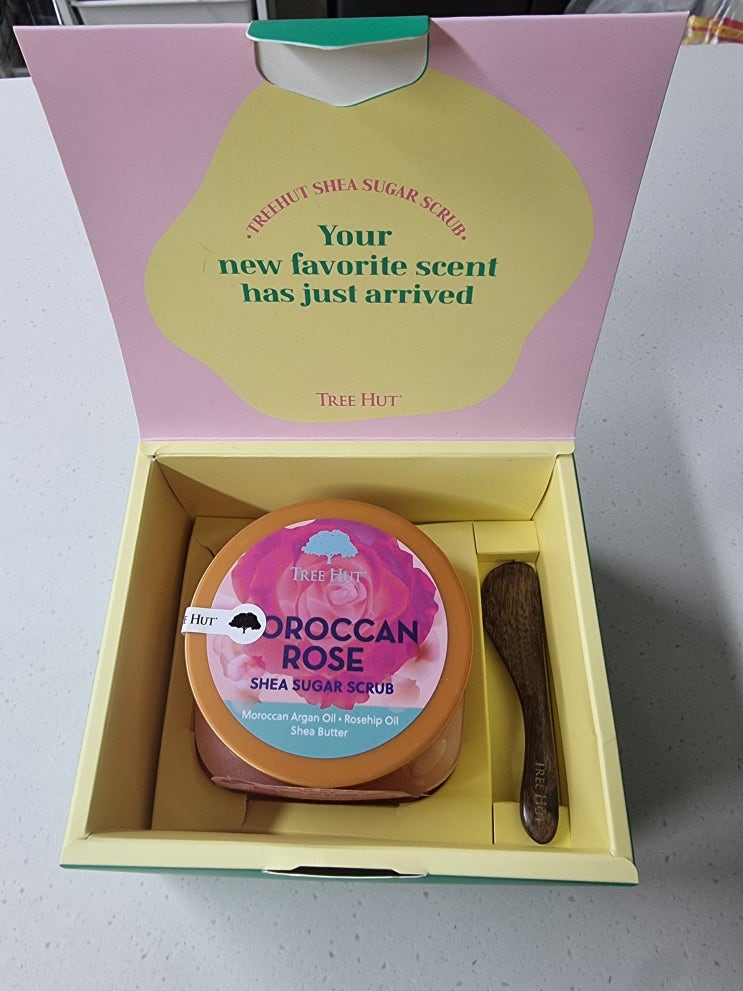 ·TREEHUT SHEA SUGAR SCRUB·
Your
new favorite scent
has just arrived
TREE HUT
TREE HUT
E HUT
OROCCAN
ROSE
SHEA SUGAR SCRUB
Moroccan Argan Oil • Rosehip Oil
Shea Butter
TREE HUT